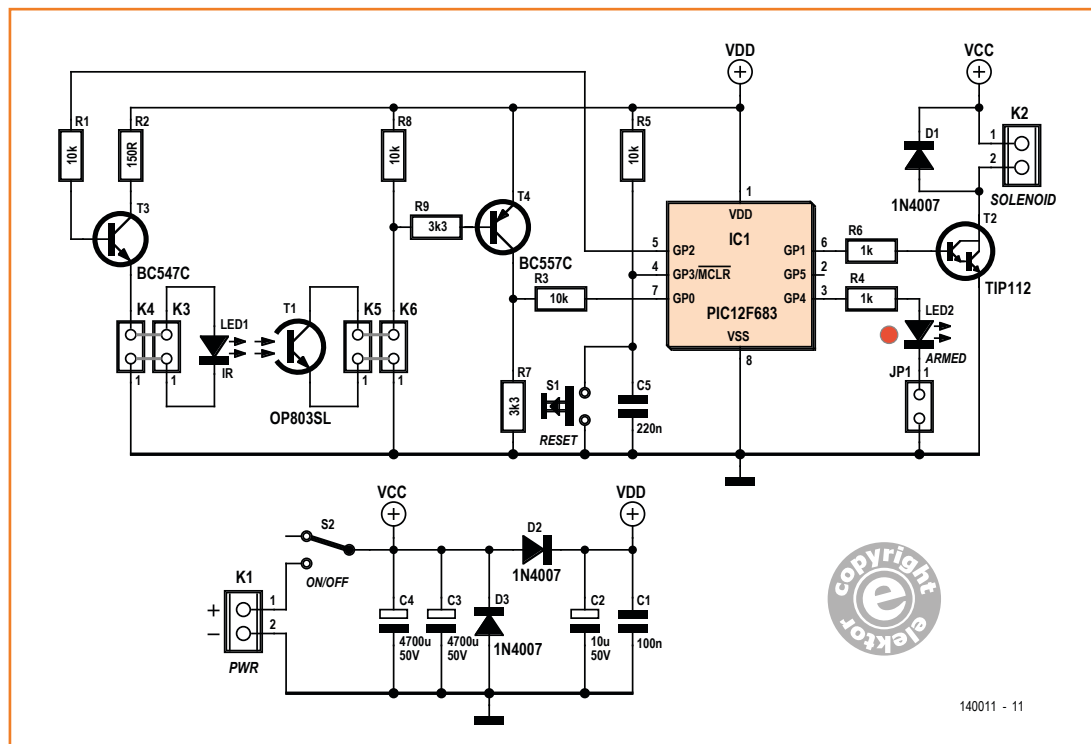 VDD
VCC
R1
10k
R2
150R
R8
10k
R5
10k
D1
1N4007
K2
1
2
SOLENOID
T3
BC547C
R9
3k3
T4
BC557C
R3
10k
1
VDD
IC1
5
GP2
4
GP3/MCLR
7
GP0
GP1
6
GP5
2
GP4
3
PIC12F683
VSS
8
R6
1k
T2
TIP112
R4
1k
LED2
ARMED
JP1
1
K4
K3
1
1
LED1
IR
T1
OP803SL
K5
K6
1
1
R7
3k3
S1
RESET
C5
220n
VCC
VDD
S2
ON/OFF
K1
+
1
–
2
PWR
C4
4700u
50V
C3
4700u
50V
D3
1N4007
D2
1N4007
C2
10u
50V
C1
100n
copyright
e
elektor
140011 - 11